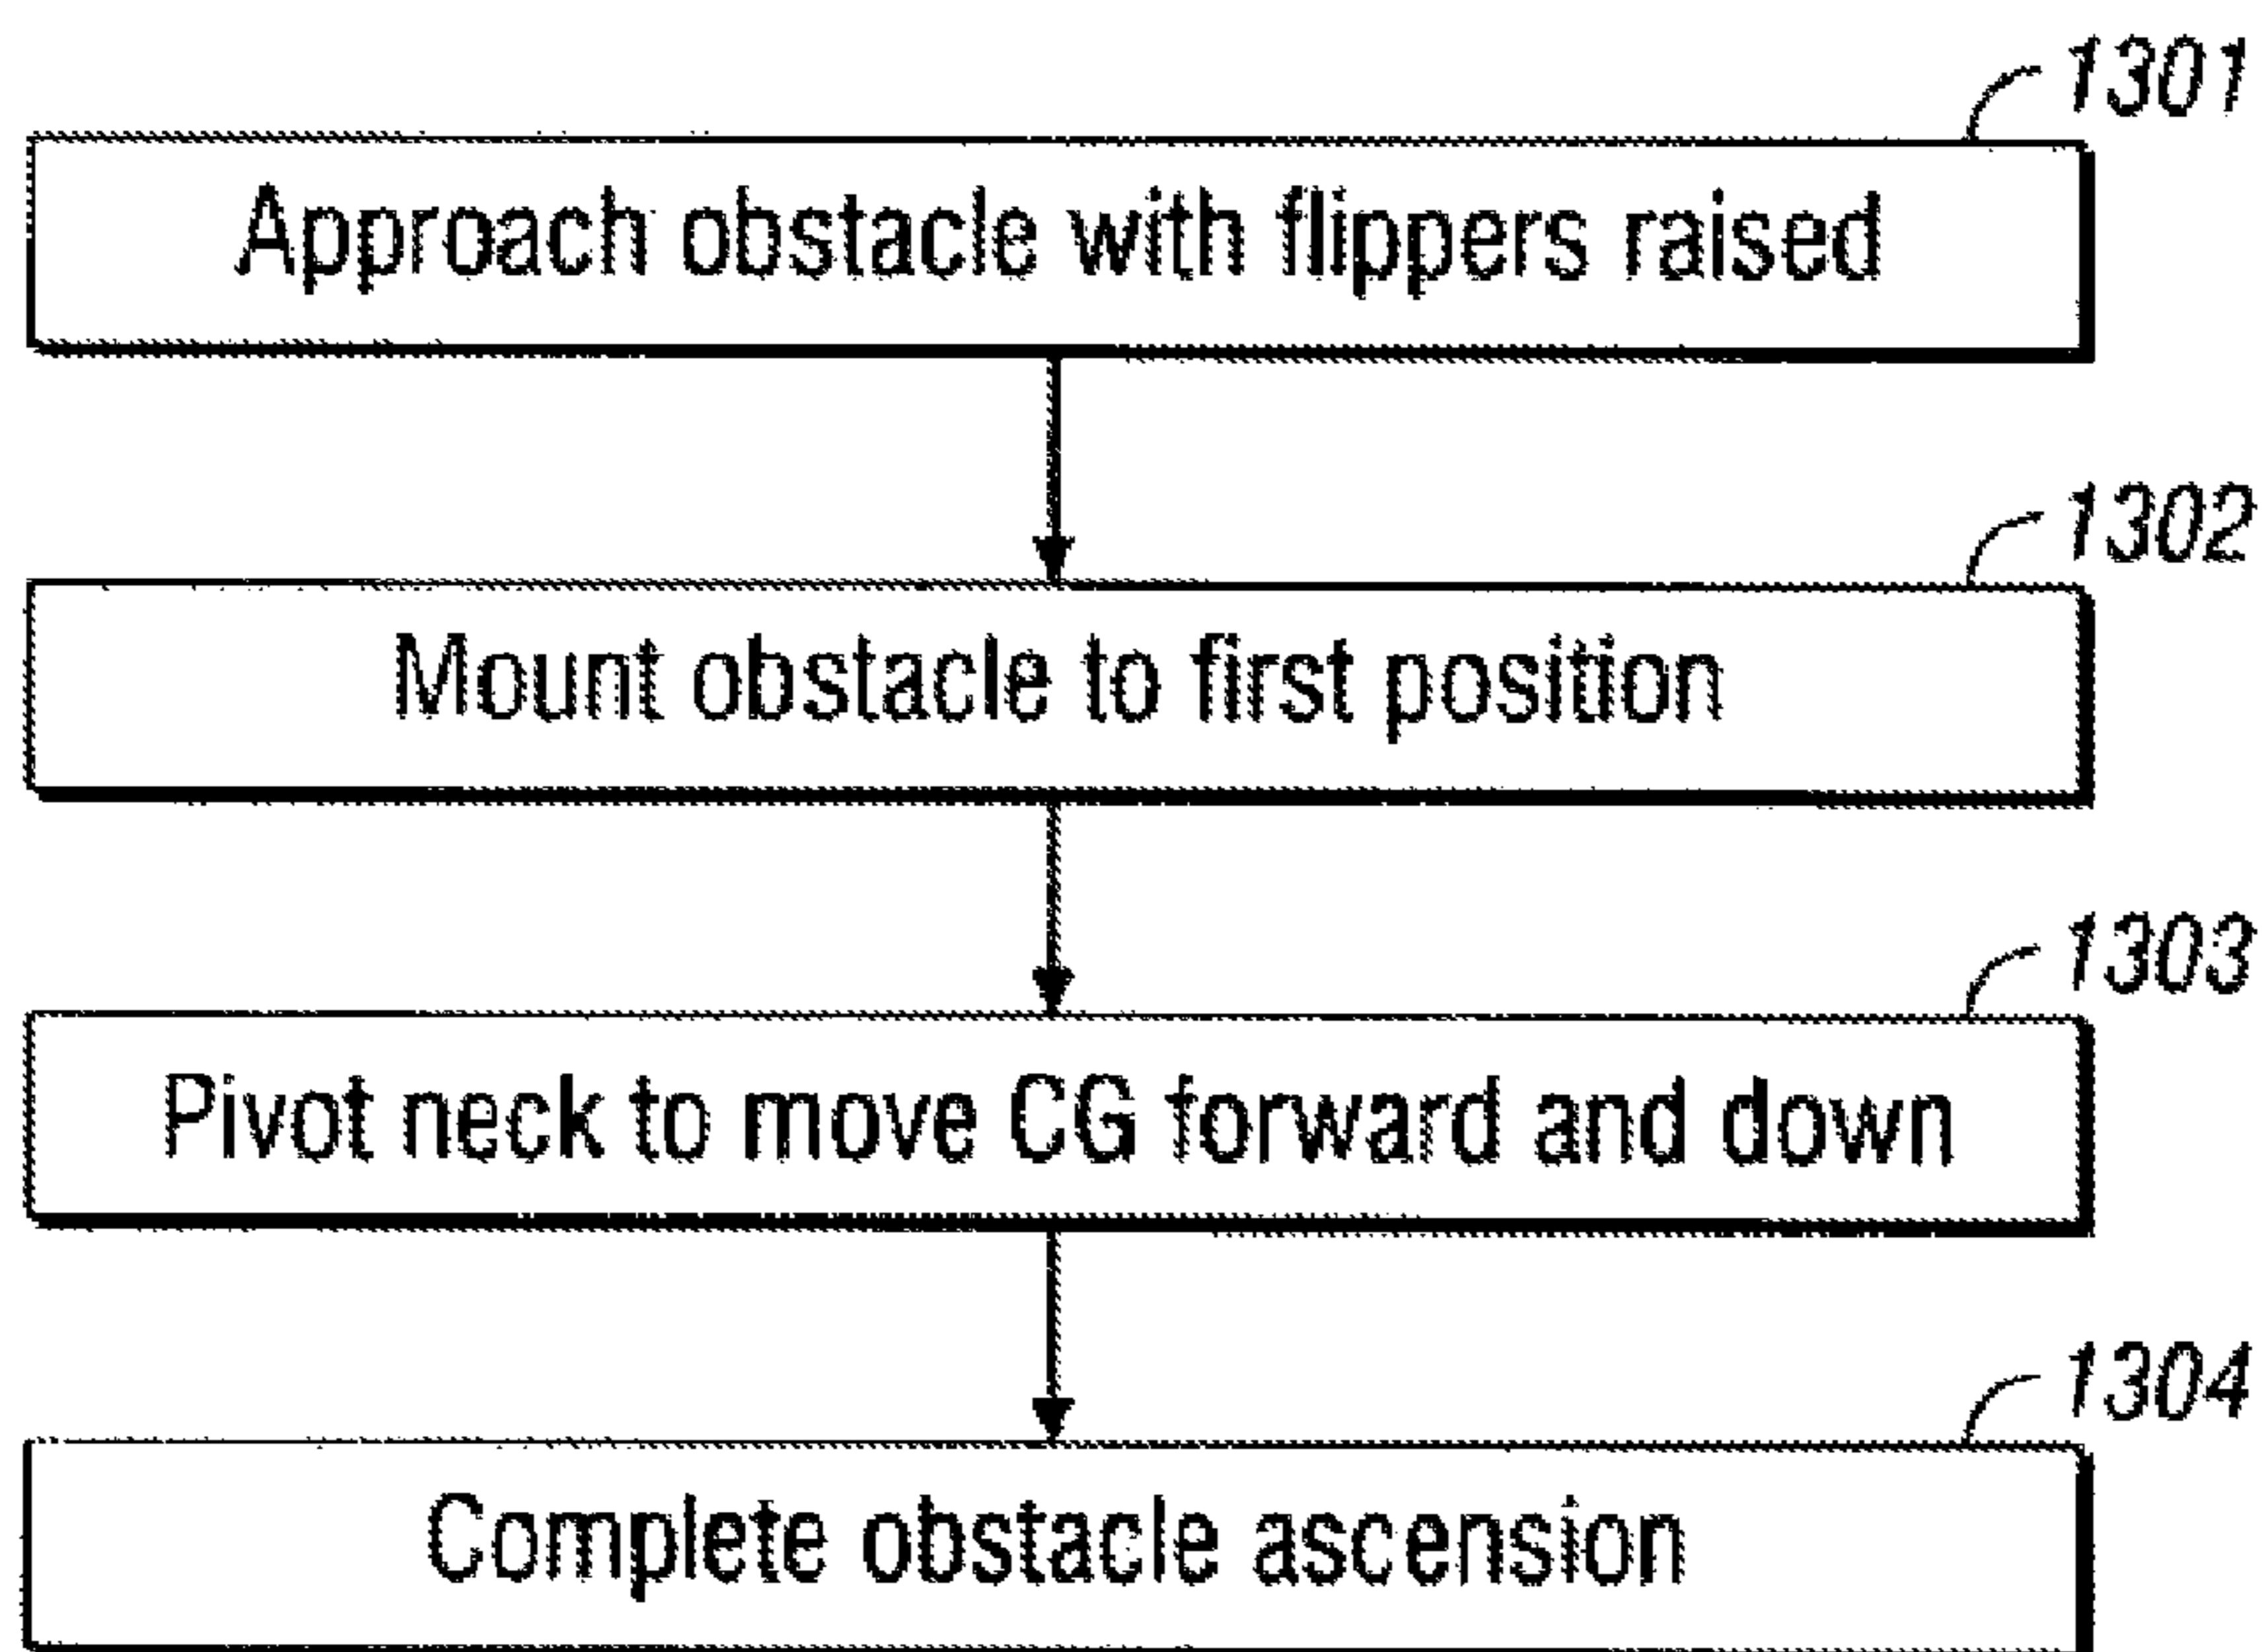 1301
Approach obstacle with flippers raised
1302
Mount obstacle to first position
1303
Pivot neck to move CG forward and down
1304
Complete obstacle ascension